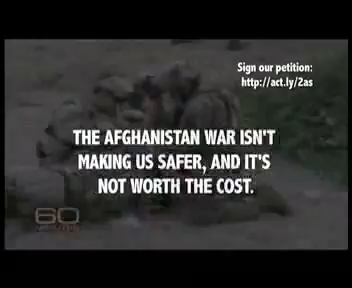 Sign our petition:
http://act.ly/2as
THE AFGHANISTAN WAR ISN'T
MAKING US SAFER, AND IT'S
NOT WORTH THE COST.
60
MINUTES